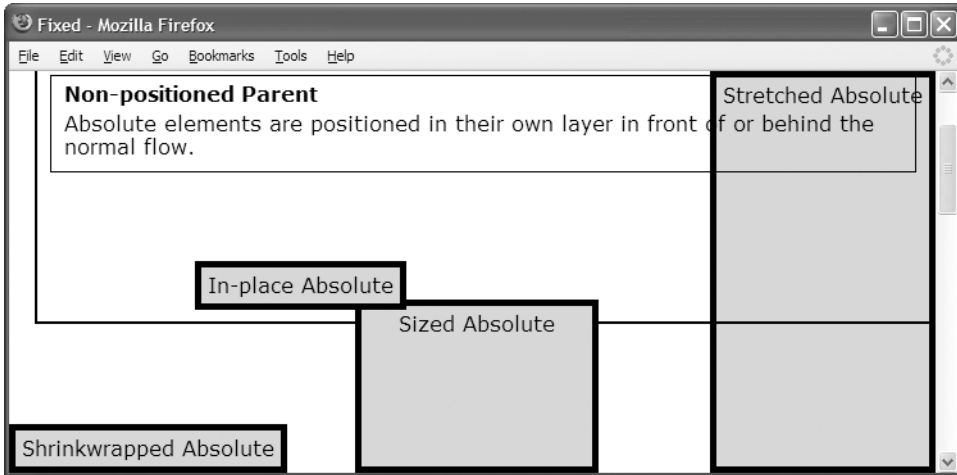 Fixed - Mozilla Firefox
File Edit View Go Bookmarks Tools Help
Non-positioned Parent
Stretched Absolute
Absolute elements are positioned in their own layer in front of or behind the
normal flow.
In-place Absolute
Sized Absolute
Shrinkwrapped Absolute